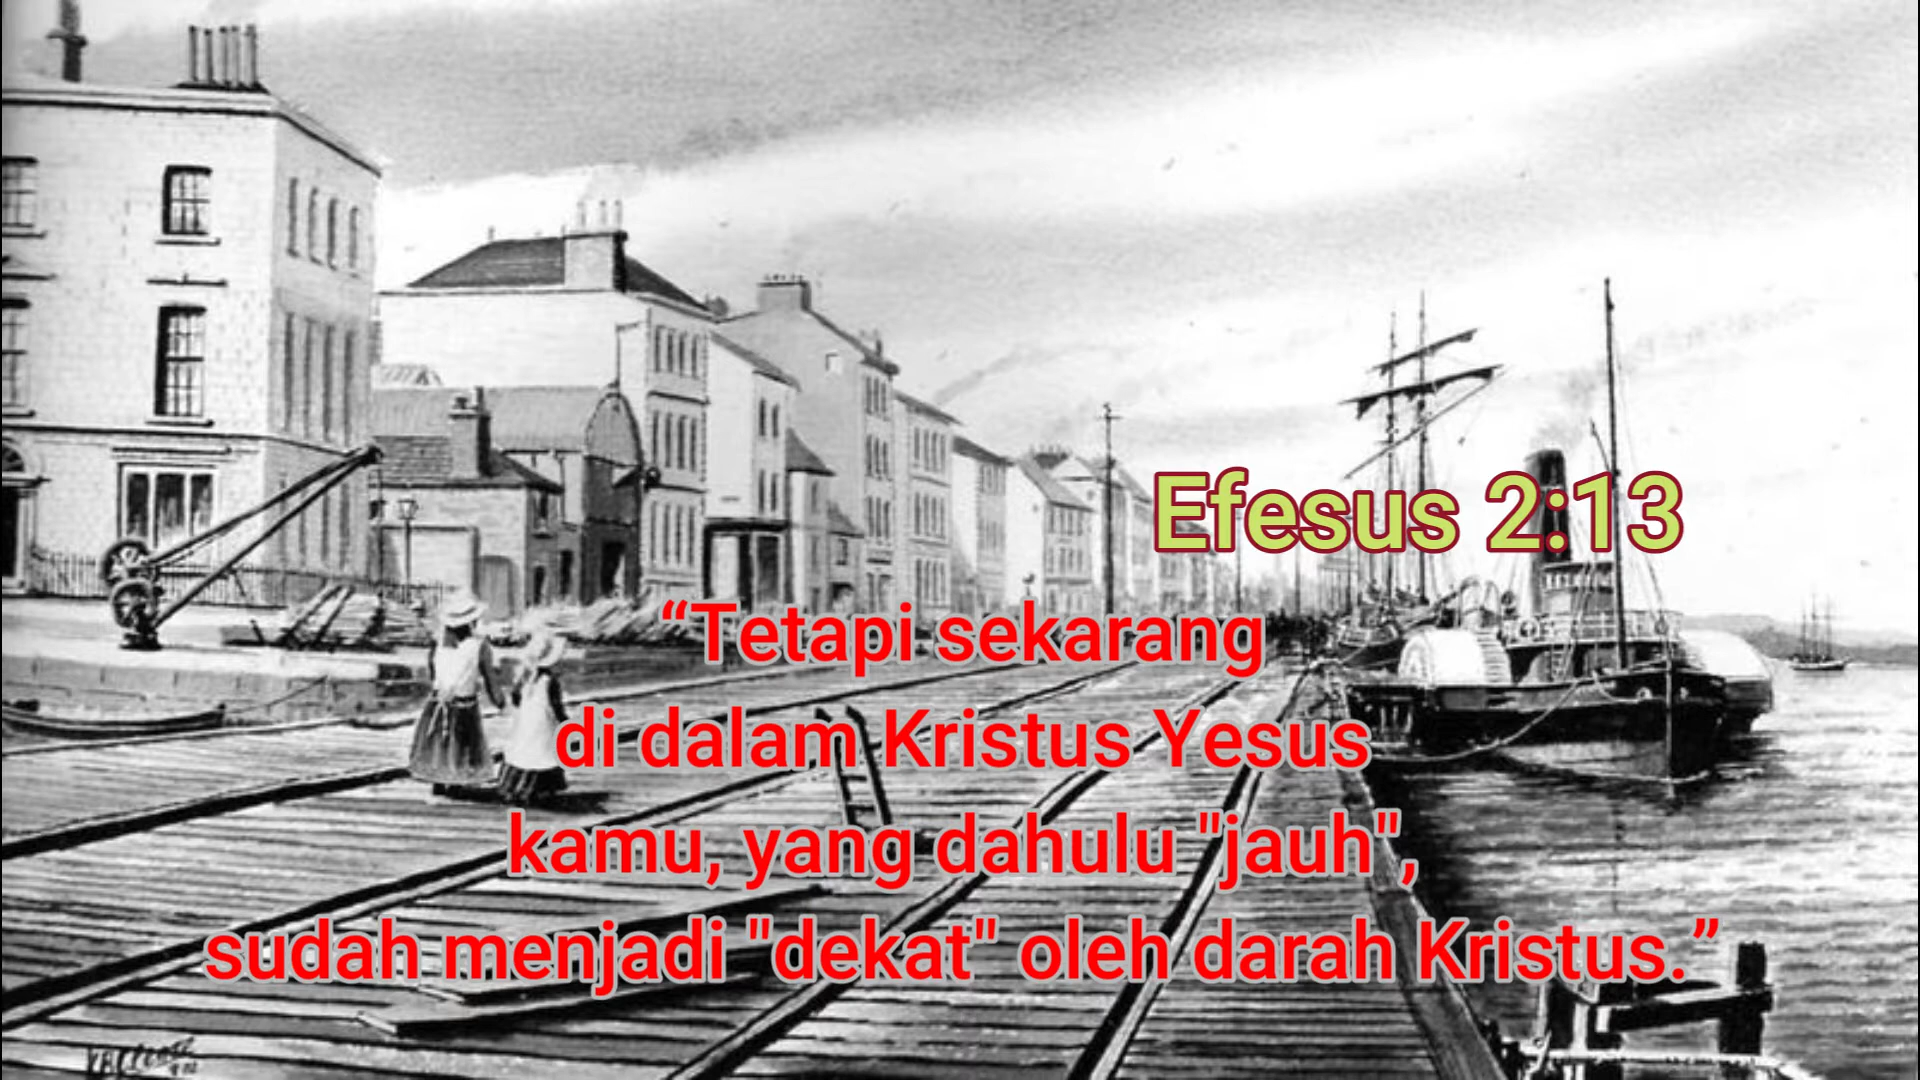 Efesus 2:13
“Tetapi sekarang
di dalam Kristus Yesus
kamu, yang dahulu "jauh",
sudah menjadi "dekat" oleh darah Kristus.”